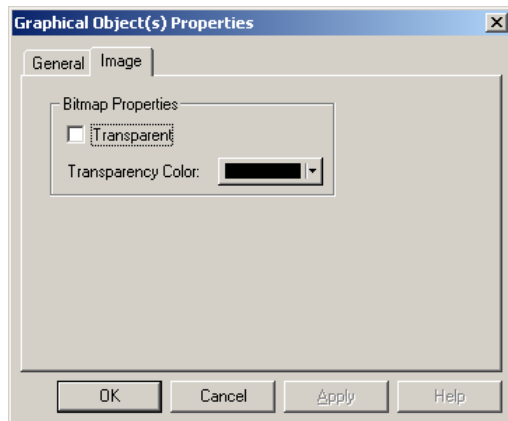 Graphical Object(s) Properties
General Image
Bitmap Properties
Transparent
Transparency Color:
OK Cancel Apply Help